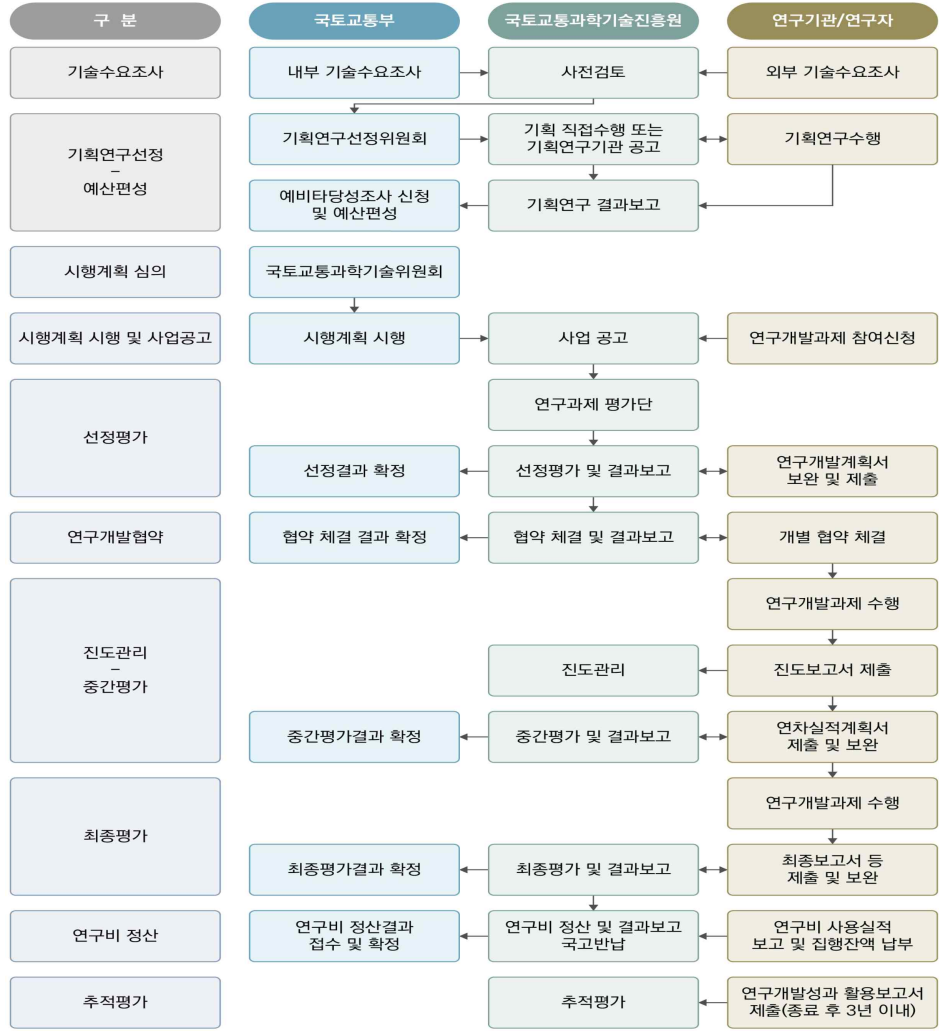 구 분
국토교통부
국토교통과학기술진흥원
연구기관/연구자
기술수요조사
내부 기술수요조사
사전검토
외부 기술수요조사
기획연구선정
–
예산편성
기획연구선정위원회
기획 직접수행 또는
기획연구기관 공고
기획연구수행
예비타당성조사 신청
및 예산편성
기획연구 결과보고
시행계획 심의
국토교통과학기술위원회
시행계획 시행 및 사업공고
시행계획 시행
사업 공고
연구개발과제 참여신청
선정평가
연구과제 평가단
선정결과 확정
선정평가 및 결과보고
연구개발계획서
보완 및 제출
연구개발협약
협약 체결 결과 확정
협약 체결 및 결과보고
개별 협약 체결
진도관리
–
중간평가
연구개발과제 수행
진도관리
진도보고서 제출
중간평가결과 확정
중간평가 및 결과보고
연차실적계획서
제출 및 보완
최종평가
연구개발과제 수행
최종평가결과 확정
최종평가 및 결과보고
최종보고서 등
제출 및 보완
연구비 정산
연구비 정산결과
접수 및 확정
연구비 정산 및 결과보고
국고반납
연구비 사용실적
보고 및 집행잔액 납부
추적평가
추적평가
연구개발성과 활용보고서
제출(종료 후 3년 이내)